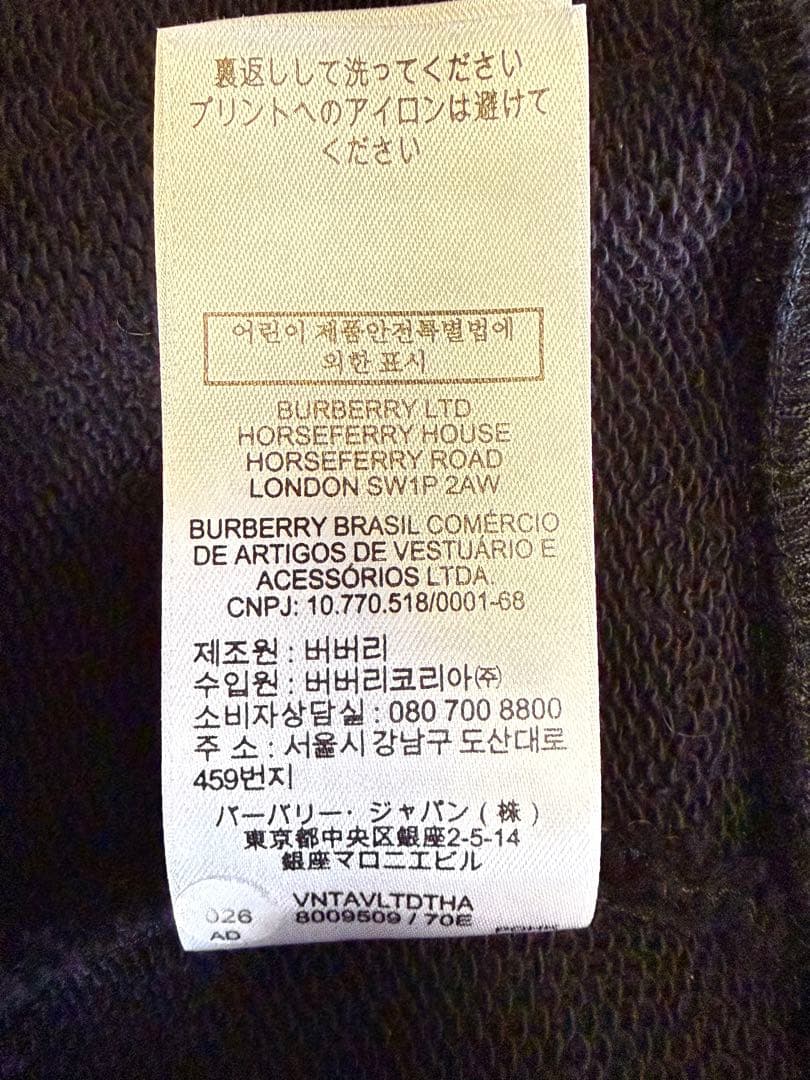 裏返しして洗ってください
プリントへのアイロンは避けて
ください
어린이 제품안전특별법에
의한 표시
BURBERRY LTD
HORSEFERRY HOUSE
HORSEFERRY ROAD
LONDON SW1P 2AW
BURBERRY BRASIL COMÉRCIO
DE ARTIGOS DE VESTUÁRIO E
ACESSÓRIOS LTDA.
CNPJ: 10.770.518/0001-68
제조원 : 버버리
수입원 : 버버리코리아㈜
소비자상담실 : 080 700 8800
주 소 : 서울시 강남구 도산대로
459번지
バーバリー・ジャパン ( 株 )
東京都中央区銀座2-5-14
銀座マロニエビル
VNTAVLTDTHA
8009509 / 70E
026
AD